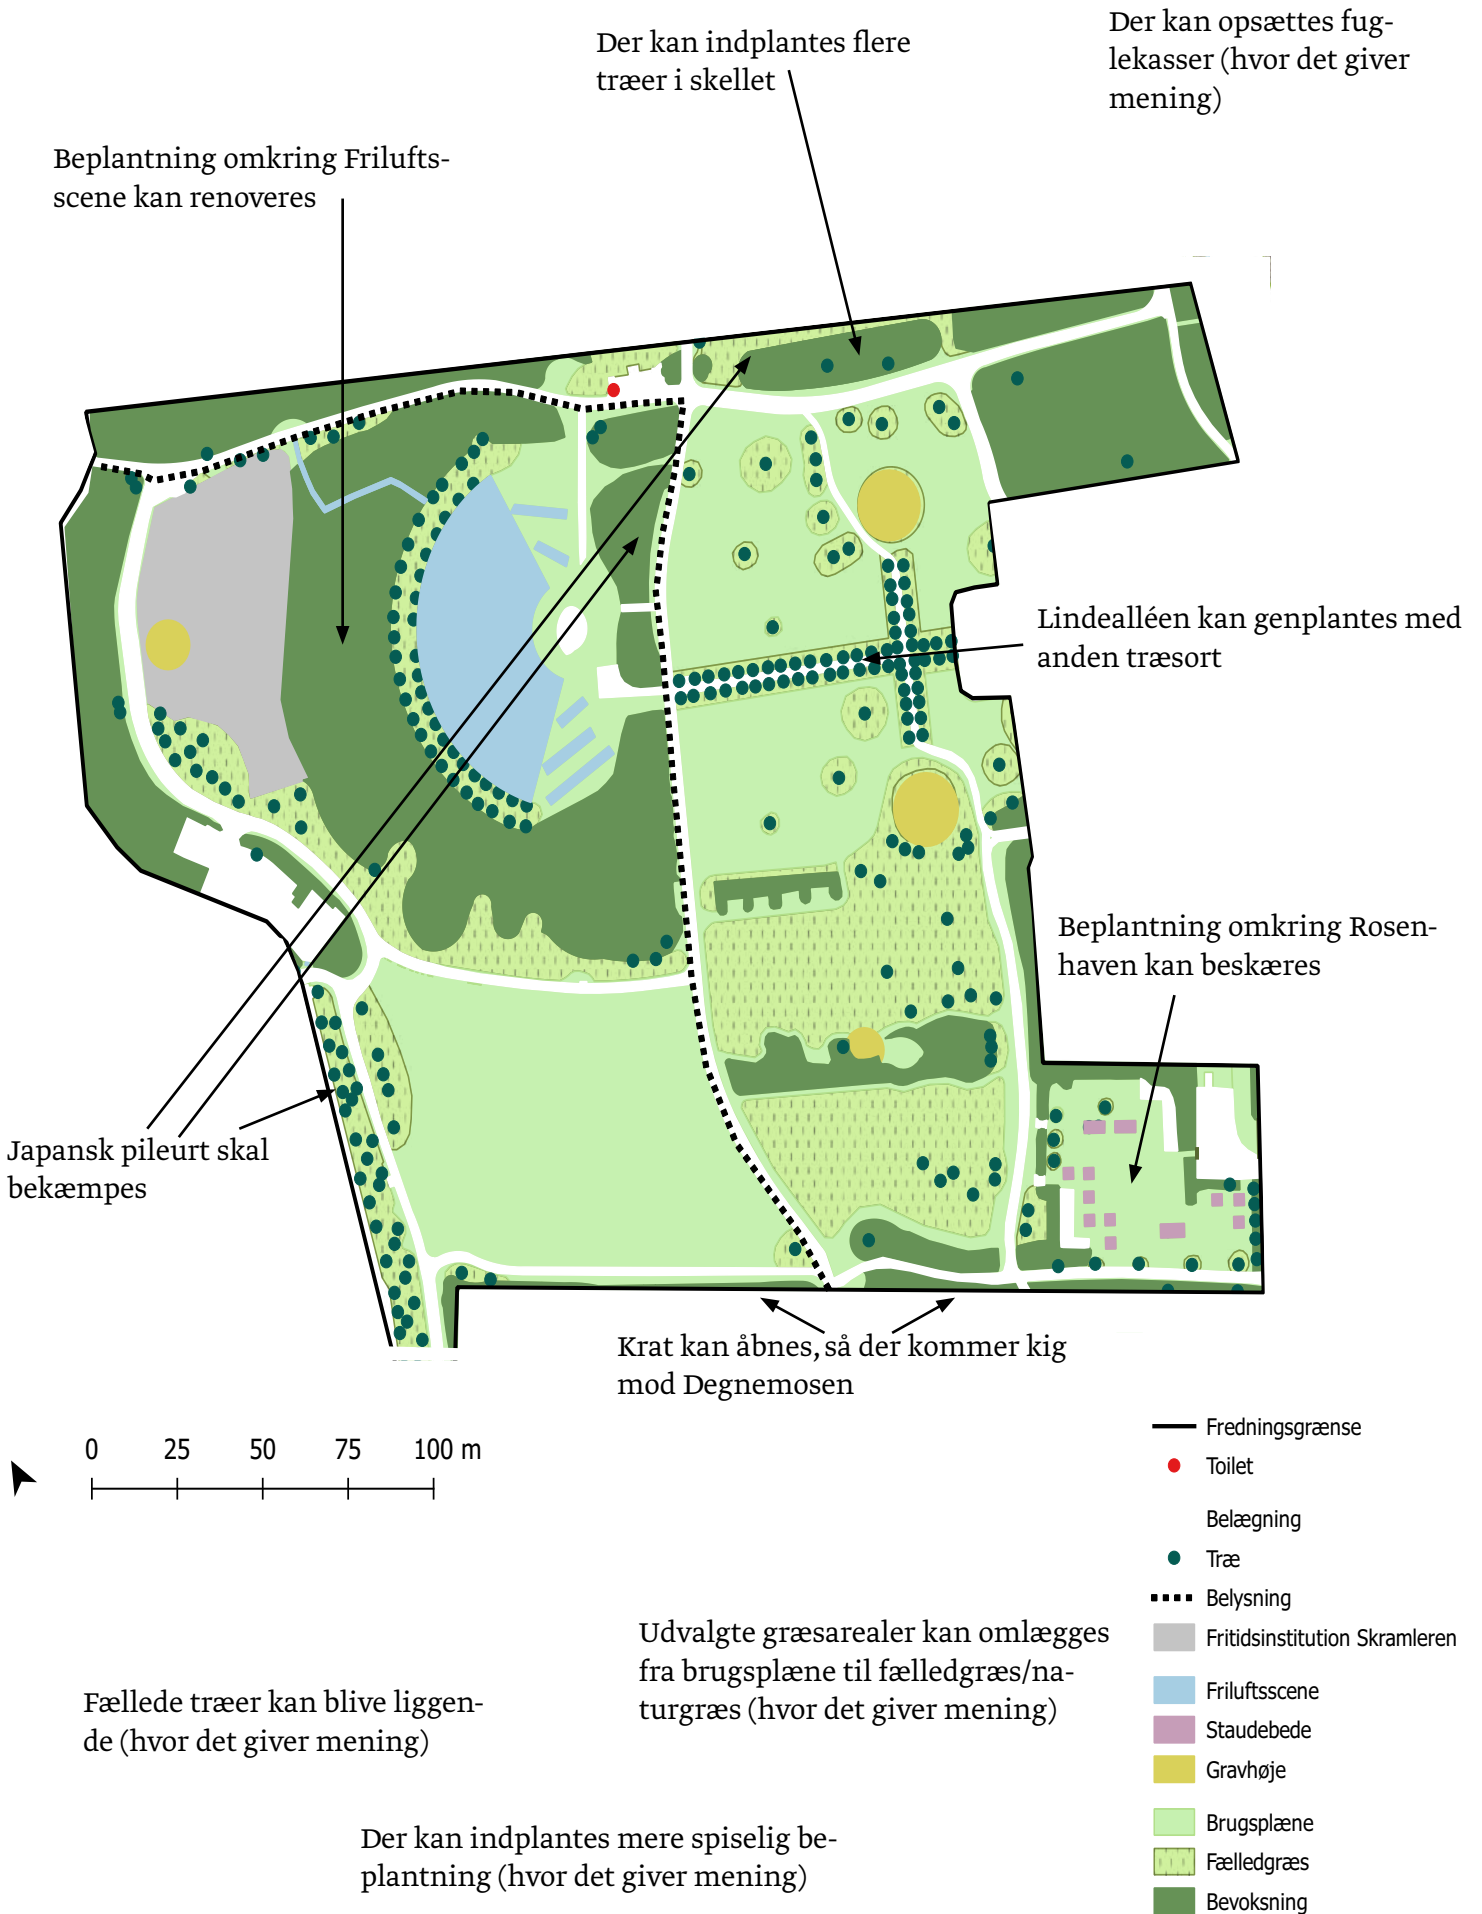 Der kan opsættes fug-
lekasser (hvor det giver
mening)
Der kan indplantes flere
træer i skellet
Beplantning omkring Frilufts-
scene kan renoveres
Lindealléen kan genplantes med
anden træsort
Beplantning omkring Rosen-
haven kan beskæres
Japansk pileurt skal
bekæmpes
Krat kan åbnes, så der kommer kig
mod Degnemosen
0 25 50 75 100 m
Fredningsgrænse
Toilet
Belægning
Træ
Belysning
Fritidsinstitution Skramleren
Friluftsscene
Staudebede
Gravhøje
Brugsplæne
Fælledgræs
Bevoksning
Udvalgte græsarealer kan omlægges
fra brugsplæne til fælledgræs/na-
turgræs (hvor det giver mening)
Fællede træer kan blive liggen-
de (hvor det giver mening)
Der kan indplantes mere spiselig be-
plantning (hvor det giver mening)